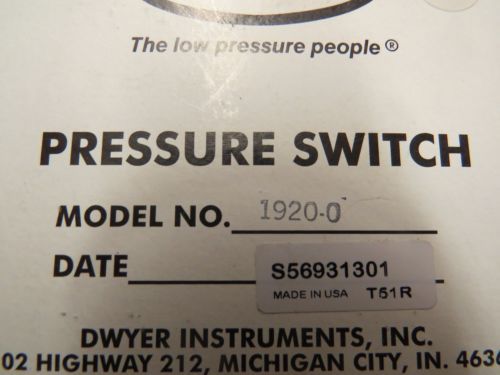 The low pressure people ®
PRESSURE SWITCH
MODEL NO. 1920-0
DATE
S56931301
MADE IN USA T51R
DWYER INSTRUMENTS, INC.
02 HIGHWAY 212, MICHIGAN CITY, IN. 4636